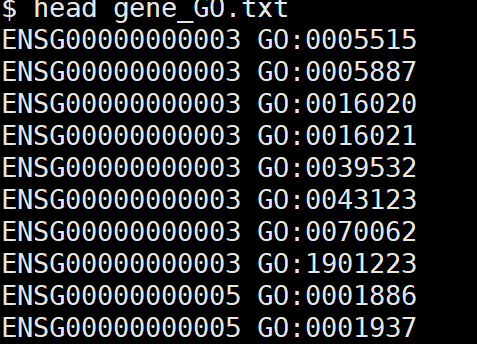 $ head gene_GO.txt
ENSG00000000003 GO:0005515
ENSG00000000003 GO:0005887
ENSG00000000003 GO:0016020
ENSG00000000003 GO:0016021
ENSG00000000003 GO:0039532
ENSG00000000003 GO:0043123
ENSG00000000003 GO:0070062
ENSG00000000003 GO:1901223
ENSG00000000005 GO:0001886
ENSG00000000005 GO:0001937